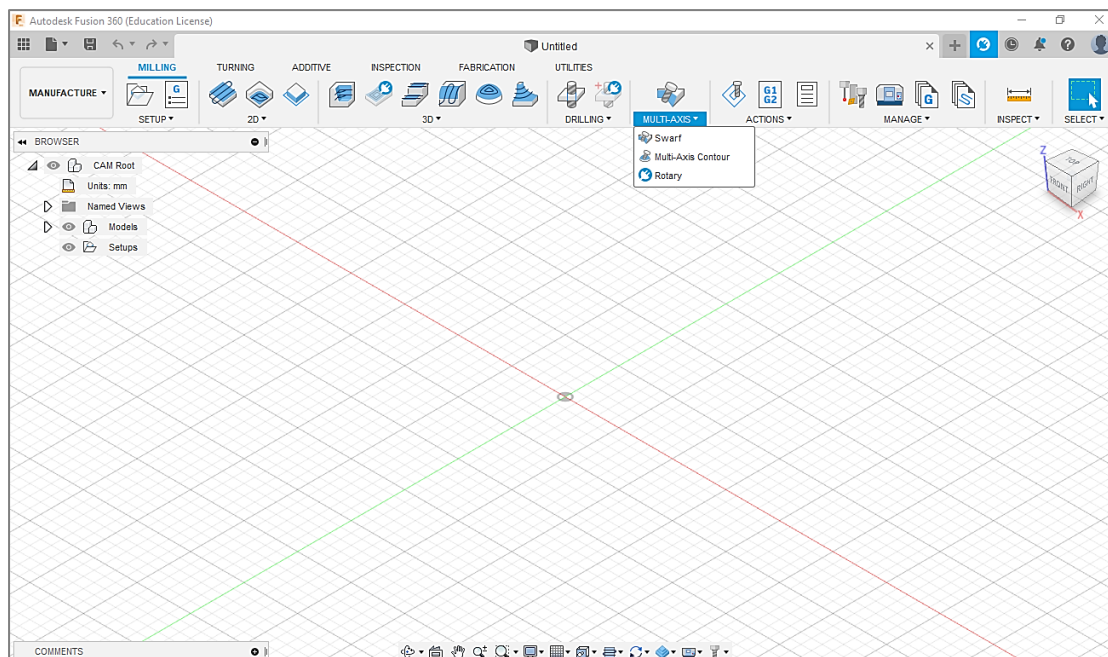 Autodesk Fusion 360 (Education License)
Untitled
MILLING TURNING ADDITIVE INSPECTION FABRICATION UTILITIES
MANUFACTURE
G
G1
G2
G
S
SETUP 2D 3D DRILLING MULTI-AXIS ACTIONS MANAGE INSPECT SELECT
Swarf
Multi-Axis Contour
Rotary
BROWSER
CAM Root
Units: mm
Named Views
Models
Setups
Z
TOP
FRONT
RIGHT
X
COMMENTS